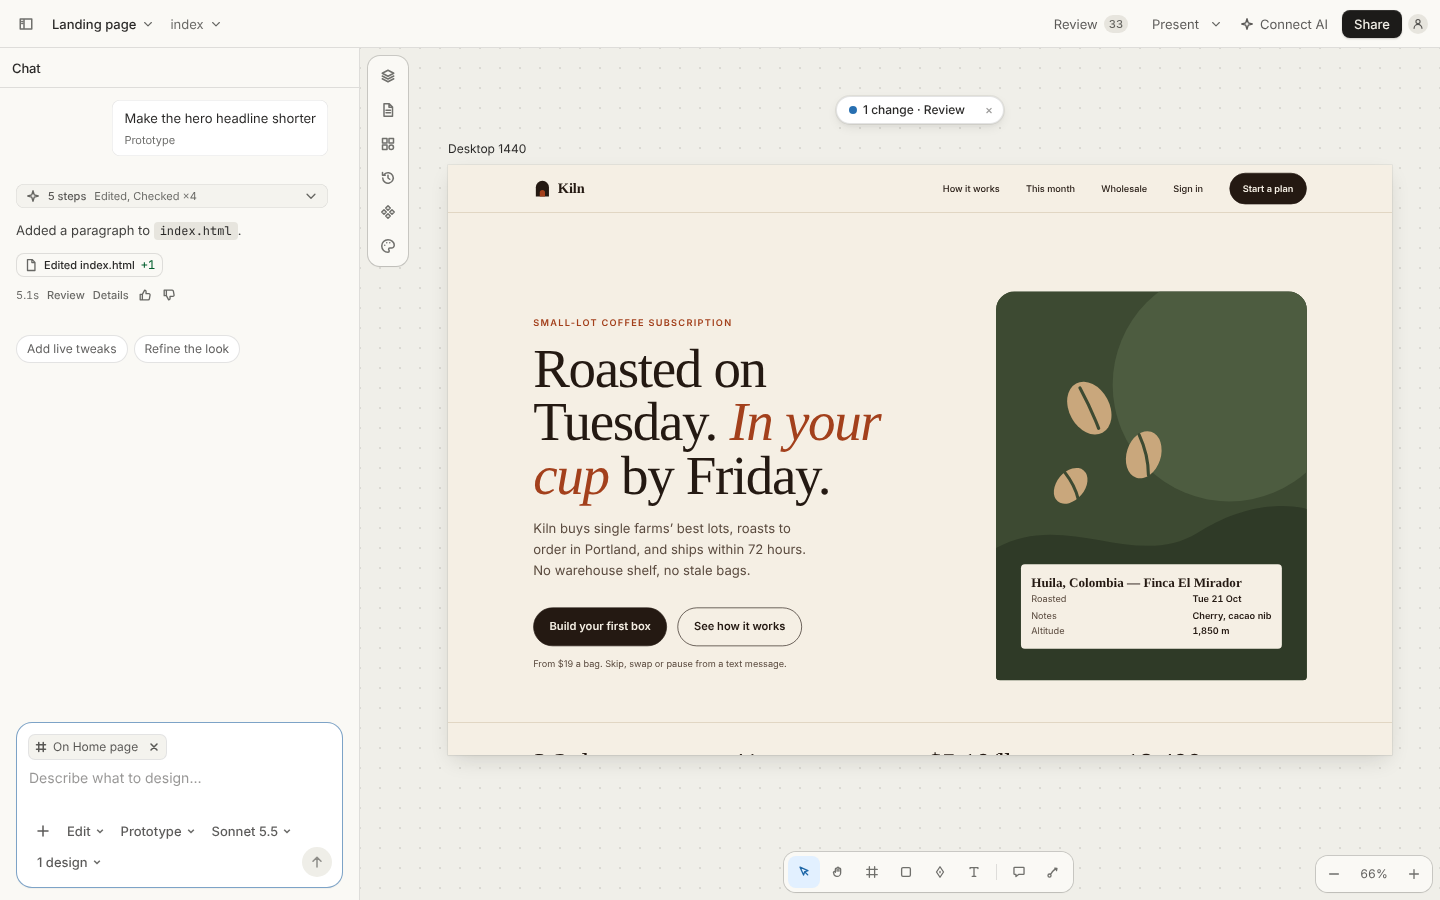 Landing page
index
Review 33
Present
Connect AI
Share
Chat
Make the hero headline shorter
Prototype
5 steps Edited, Checked ×4
Added a paragraph to index.html.
Edited index.html +1
5.1s Review Details
Add live tweaks
Refine the look
On Home page
Describe what to design...
Edit
Prototype
Sonnet 5.5
1 design
1 change · Review ×
Desktop 1440
Kiln
How it works
This month
Wholesale
Sign in
Start a plan
SMALL-LOT COFFEE SUBSCRIPTION
Roasted on
Tuesday. In your
cup by Friday.
Kiln buys single farms’ best lots, roasts to
order in Portland, and ships within 72 hours.
No warehouse shelf, no stale bags.
Build your first box
See how it works
From $19 a bag. Skip, swap or pause from a text message.
Huila, Colombia — Finca El Mirador
Roasted Tue 21 Oct
Notes Cherry, cacao nib
Altitude 1,850 m
66%